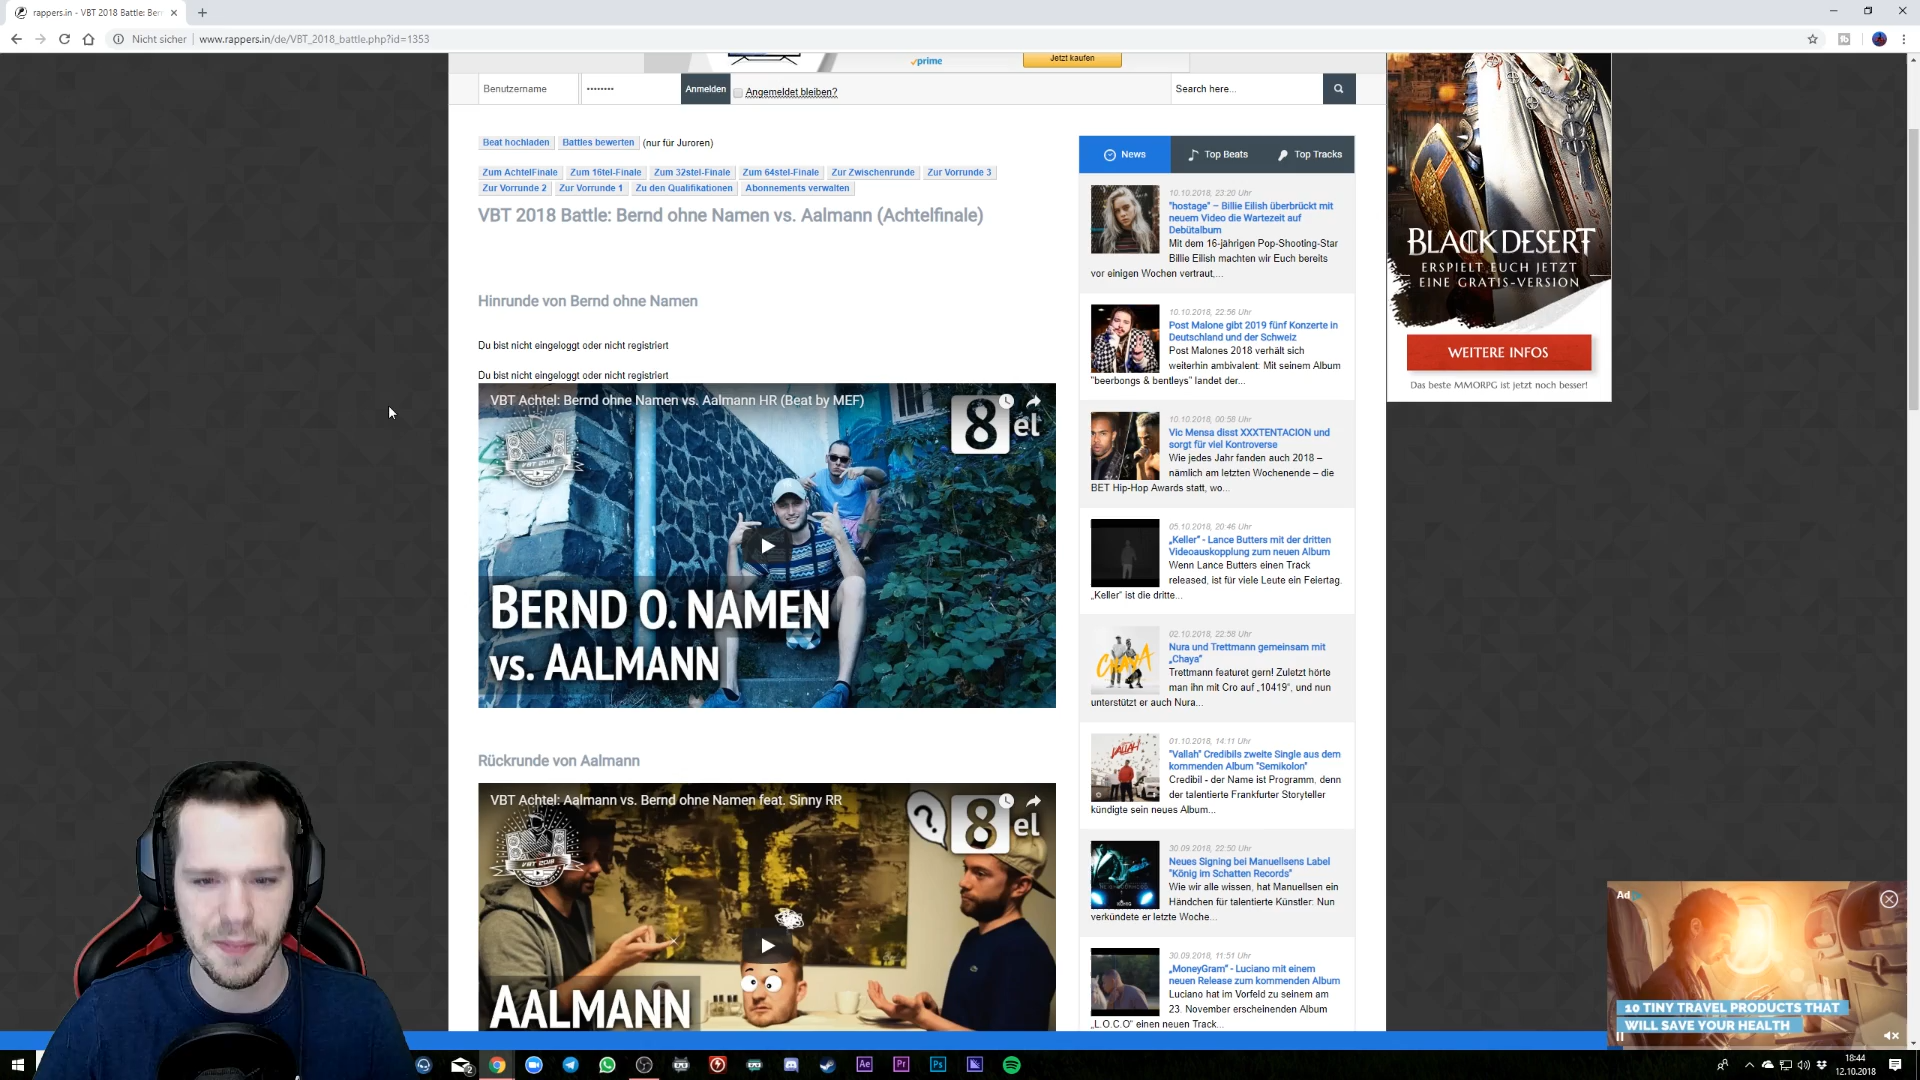 rappers.in - VBT 2018 Battle: Bern
Nicht sicher
www.rappers.in/de/VBT_2018_battle.php?id=1353
prime
Jetzt kaufen
Benutzername
••••••••
Anmelden
Angemeldet bleiben?
Search here...
Beat hochladen Battles bewerten (nur für Juroren)
Zum AchtelFinale Zum 16tel-Finale Zum 32stel-Finale Zum 64stel-Finale Zur Zwischenrunde Zur Vorrunde 3
Zur Vorrunde 2 Zur Vorrunde 1 Zu den Qualifikationen Abonnements verwalten
VBT 2018 Battle: Bernd ohne Namen vs. Aalmann (Achtelfinale)
Hinrunde von Bernd ohne Namen
Du bist nicht eingeloggt oder nicht registriert
Du bist nicht eingeloggt oder nicht registriert
VBT Achtel: Bernd ohne Namen vs. Aalmann HR (Beat by MEF)
8 el
VBT 2018
BERND O. NAMEN
VS. AALMANN
Rückrunde von Aalmann
VBT Achtel: Aalmann vs. Bernd ohne Namen feat. Sinny RR
?
8 el
VBT 2018
AALMANN
News
Top Beats
Top Tracks
10.10.2018, 23:20 Uhr
"hostage" – Billie Eilish überbrückt mit
neuem Video die Wartezeit auf
Debütalbum
Mit dem 16-jährigen Pop-Shooting-Star
Billie Eilish machten wir Euch bereits
vor einigen Wochen vertraut,...
10.10.2018, 22:56 Uhr
Post Malone gibt 2019 fünf Konzerte in
Deutschland und der Schweiz
Post Malones 2018 verhält sich
weiterhin ambivalent: Mit seinem Album
"beerbongs & bentleys" landet der...
10.10.2018, 00:58 Uhr
Vic Mensa disst XXXTENTACION und
sorgt für viel Kontroverse
Wie jedes Jahr fanden auch 2018 –
nämlich am letzten Wochenende – die
BET Hip-Hop Awards statt, wo...
05.10.2018, 20:46 Uhr
„Keller“ - Lance Butters mit der dritten
Videoauskopplung zum neuen Album
Wenn Lance Butters einen Track
released, ist für viele Leute ein Feiertag.
„Keller“ ist die dritte...
02.10.2018, 22:58 Uhr
Nura und Trettmann gemeinsam mit
„Chaya“
Trettmann featuret gern! Zuletzt hörte
man ihn mit Cro auf „10419“, und nun
unterstützt er auch Nura...
CHAYA
01.10.2018, 14:11 Uhr
"Vallah" Credibils zweite Single aus dem
kommenden Album "Semikolon"
Credibil - der Name ist Programm, denn
der talentierte Frankfurter Storyteller
kündigte sein neues Album...
VALLAH
30.09.2018, 22:50 Uhr
Neues Signing bei Manuellsens Label
"König im Schatten Records"
Wie wir alle wissen, hat Manuellsen ein
Händchen für talentierte Künstler: Nun
verkündete er letzte Woche...
30.09.2018, 11:51 Uhr
„MoneyGram“ - Luciano mit einem
neuen Release zum kommenden Album
Luciano hat im Vorfeld zu seinem am
23. November erscheinenden Album
„L.O.C.O“ einen neuen Track...
BLACK DESERT
ERSPIELT EUCH JETZT
EINE GRATIS-VERSION
WEITERE INFOS
Das beste MMORPG ist jetzt noch besser!
Ad
10 TINY TRAVEL PRODUCTS THAT
WILL SAVE YOUR HEALTH
2
Ae
Pr
Ps
18:44
12.10.2018